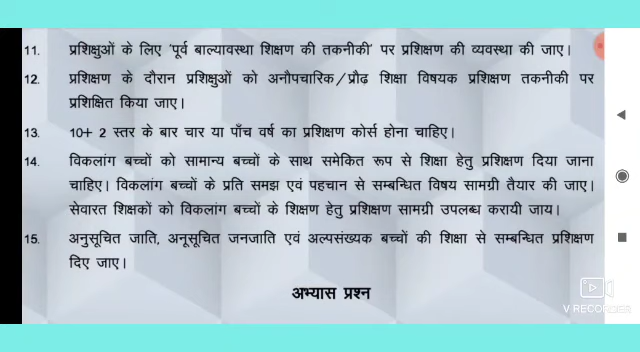 11. प्रशिक्षुओं के लिए 'पूर्व बाल्यावस्था शिक्षण की तकनीकी' पर प्रशिक्षण की व्यवस्था की जाए।
12. प्रशिक्षण के दौरान प्रशिक्षुओं को अनौपचारिक/प्रौढ़ शिक्षा विषयक प्रशिक्षण तकनीकी पर
प्रशिक्षित किया जाए।
13. 10+ 2 स्तर के बार चार या पाँच वर्ष का प्रशिक्षण कोर्स होना चाहिए।
14. विकलांग बच्चों को सामान्य बच्चों के साथ समेकित रूप से शिक्षा हेतु प्रशिक्षण दिया जाना
चाहिए। विकलांग बच्चों के प्रति समझ एवं पहचान से सम्बन्धित विषय सामग्री तैयार की जाए।
सेवारत शिक्षकों को विकलांग बच्चों के शिक्षण हेतु प्रशिक्षण सामग्री उपलब्ध करायी जाय।
15. अनुसूचित जाति, अनूसूचित जनजाति एवं अल्पसंख्यक बच्चों की शिक्षा से सम्बन्धित प्रशिक्षण
दिए जाए।
अभ्यास प्रश्न
V RECORDER